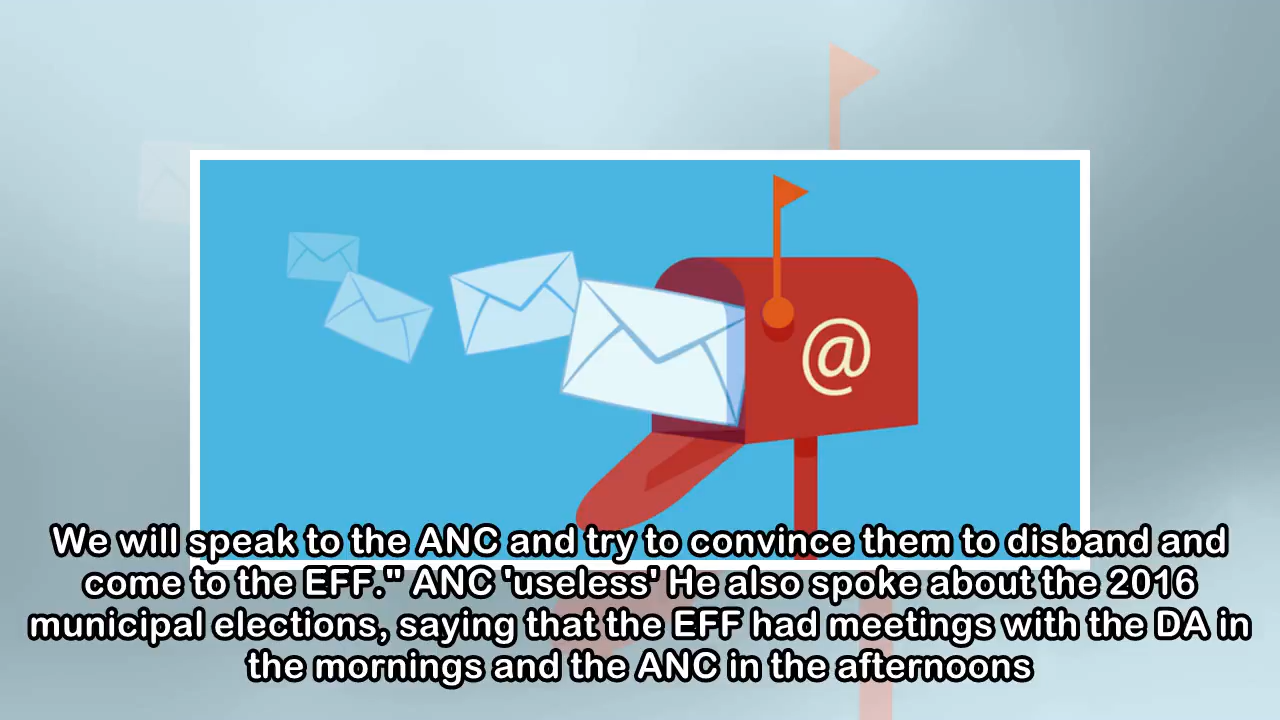 @
We will speak to the ANC and try to convince them to disband and
come to the EFF." ANC 'useless' He also spoke about the 2016
municipal elections, saying that the EFF had meetings with the DA in
the mornings and the ANC in the afternoons